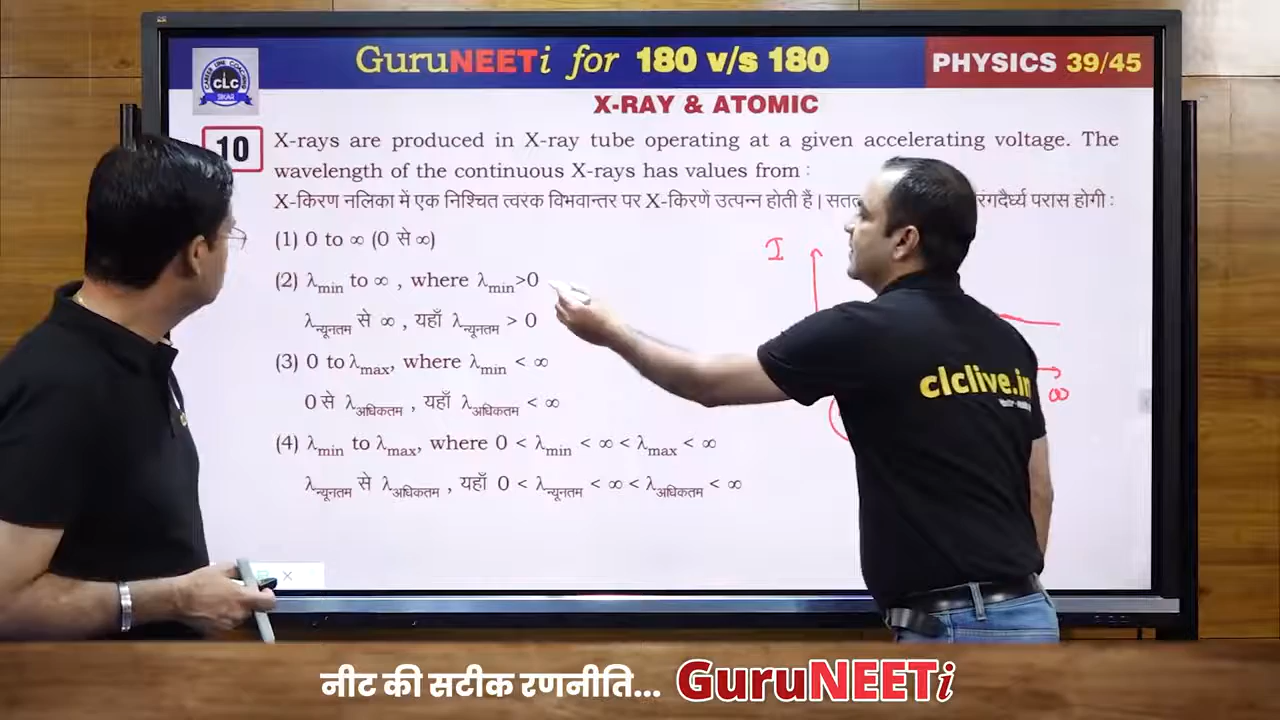 GuruNEETi for 180 v/s 180
PHYSICS 39/45
CAREER LINE COACHING
CLC
SIKAR
X-RAY & ATOMIC
10
X-rays are produced in X-ray tube operating at a given accelerating voltage. The
wavelength of the continuous X-rays has values from :
X-किरण नलिका में एक निश्चित त्वरक विभवान्तर पर X-किरणें उत्पन्न होती हैं। परास होगी :
(1) 0 to ∞ (0 से ∞)
I
(2) λmin to ∞ , where λmin>0
λन्यूनतम से ∞ , यहाँ λन्यूनतम > 0
(3) 0 to λmax, where λmin < ∞
∞
0 से λअधिकतम , यहाँ λअधिकतम < ∞
(4) λmin to λmax, where 0 < λmin < ∞ < λmax < ∞
λन्यूनतम से λअधिकतम , यहाँ 0 < λन्यूनतम < ∞ < λअधिकतम < ∞
clclive.in
नीट की सटीक रणनीति... GuruNEETi